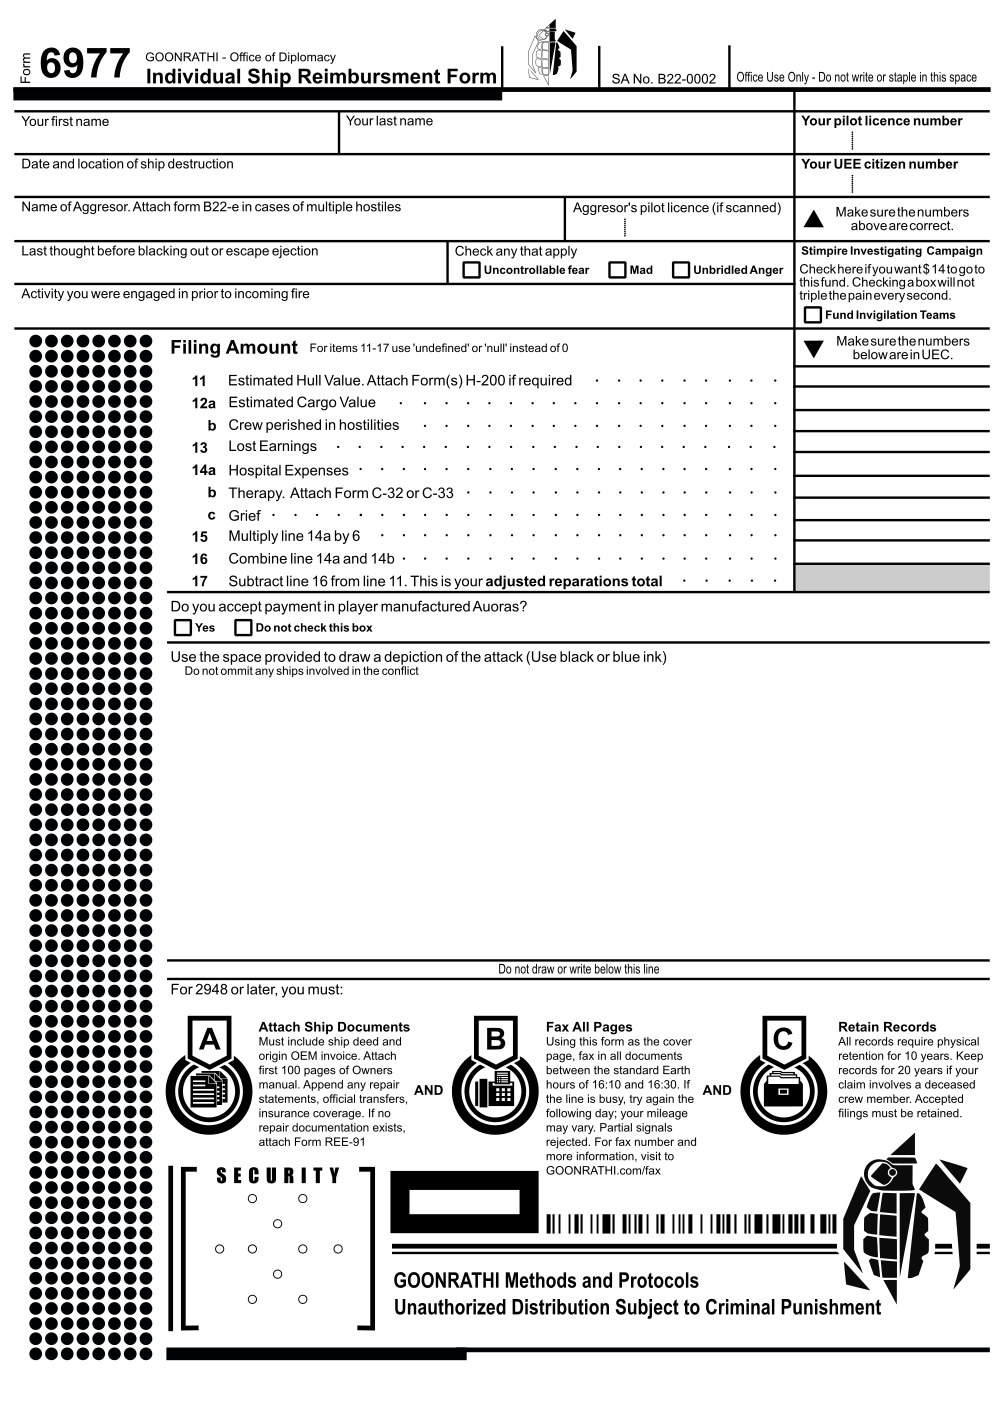 Form 6977
GOONRATHI - Office of Diplomacy
Individual Ship Reimbursment Form
SA No. B22-0002
Office Use Only - Do not write or staple in this space
Your first name
Your last name
Your pilot licence number
Date and location of ship destruction
Your UEE citizen number
Name of Aggresor. Attach form B22-e in cases of multiple hostiles
Aggresor's pilot licence (if scanned)
Make sure the numbers
above are correct.
Last thought before blacking out or escape ejection
Check any that apply
Uncontrollable fear
Mad
Unbridled Anger
Stimpire Investigating Campaign
Check here if you want $ 14 to go to
this fund. Checking a box will not
triple the pain every second.
Fund Invigilation Teams
Activity you were engaged in prior to incoming fire
Filing Amount For items 11-17 use 'undefined' or 'null' instead of 0
Make sure the numbers
below are in UEC.
11 Estimated Hull Value. Attach Form(s) H-200 if required
12a Estimated Cargo Value
b Crew perished in hostilities
13 Lost Earnings
14a Hospital Expenses
b Therapy. Attach Form C-32 or C-33
c Grief
15 Multiply line 14a by 6
16 Combine line 14a and 14b
17 Subtract line 16 from line 11. This is your adjusted reparations total
Do you accept payment in player manufactured Auoras?
Yes
Do not check this box
Use the space provided to draw a depiction of the attack (Use black or blue ink)
Do not ommit any ships involved in the conflict
Do not draw or write below this line
For 2948 or later, you must:
A
Attach Ship Documents
Must include ship deed and
origin OEM invoice. Attach
first 100 pages of Owners
manual. Append any repair
statements, official transfers,
insurance coverage. If no
repair documentation exists,
attach Form REE-91
AND
B
Fax All Pages
Using this form as the cover
page, fax in all documents
between the standard Earth
hours of 16:10 and 16:30. If
the line is busy, try again the
following day; your mileage
may vary. Partial signals
rejected. For fax number and
more information, visit to
GOONRATHI.com/fax
AND
C
Retain Records
All records require physical
retention for 10 years. Keep
records for 20 years if your
claim involves a deceased
crew member. Accepted
filings must be retained.
SECURITY
GOONRATHI Methods and Protocols
Unauthorized Distribution Subject to Criminal Punishment